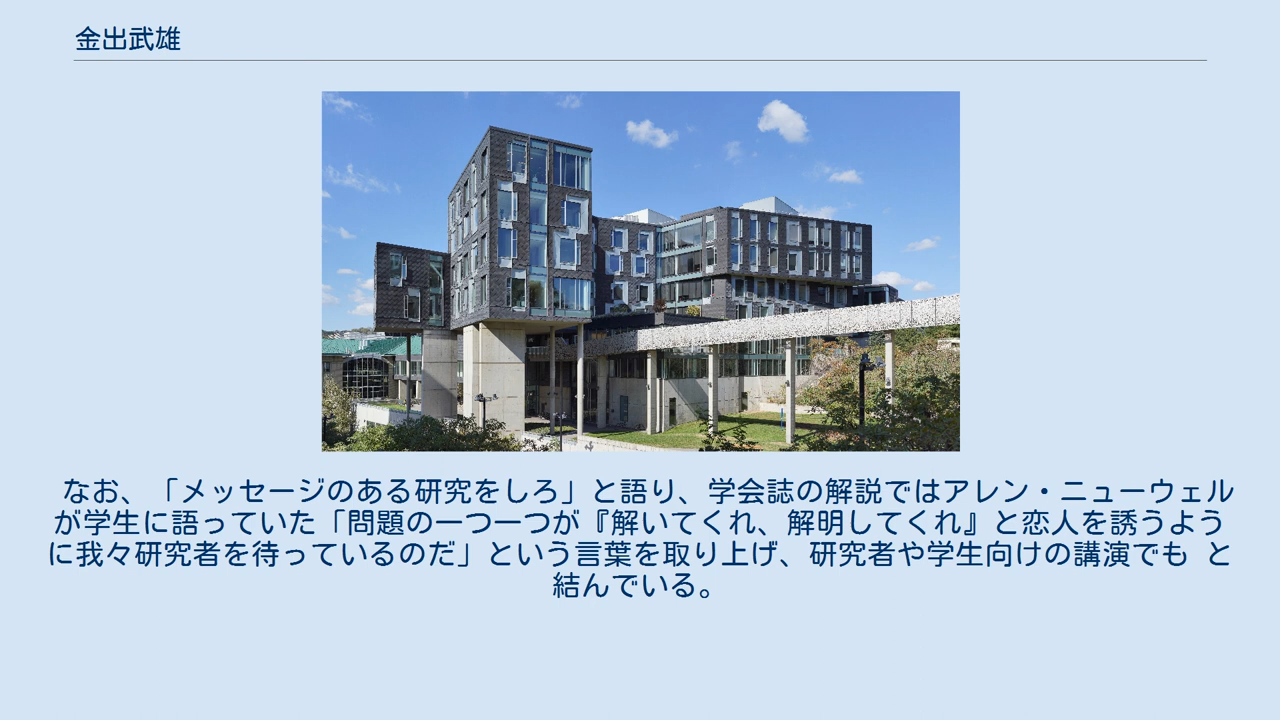 金出武雄
なお、「メッセージのある研究をしろ」と語り、学会誌の解説ではアレン・ニューウェル
が学生に語っていた「問題の一つ一つが『解いてくれ、解明してくれ』と恋人を誘うよう
に我々研究者を待っているのだ」という言葉を取り上げ、研究者や学生向けの講演でも と
結んでいる。